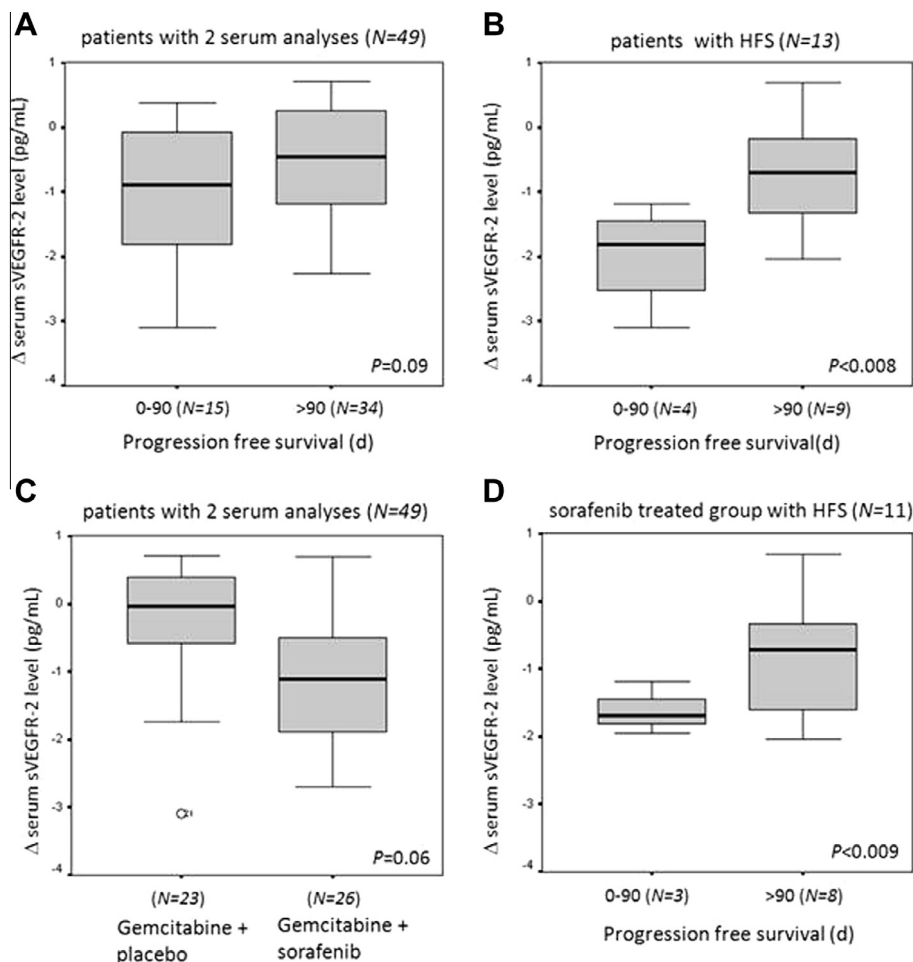 A
patients with 2 serum analyses (N=49)
Δ serum sVEGFR-2 level (pg/mL)
1
0
-1
-2
-3
-4
P=0.09
0-90 (N=15) >90 (N=34)
Progression free survival (d)
B
patients with HFS (N=13)
Δ serum sVEGFR-2 level (pg/mL)
1
0
-1
-2
-3
-4
P<0.008
0-90 (N=4) >90 (N=9)
Progression free survival(d)
C
patients with 2 serum analyses (N=49)
Δ serum sVEGFR-2 level (pg/mL)
1
0
-1
-2
-3
-4
P=0.06
(N=23) (N=26)
Gemcitabine + Gemcitabine +
placebo sorafenib
D
sorafenib treated group with HFS (N=11)
Δ serum sVEGFR-2 level (pg/mL)
1
0
-1
-2
-3
-4
P<0.009
0-90 (N=3) >90 (N=8)
Progression free survival (d)